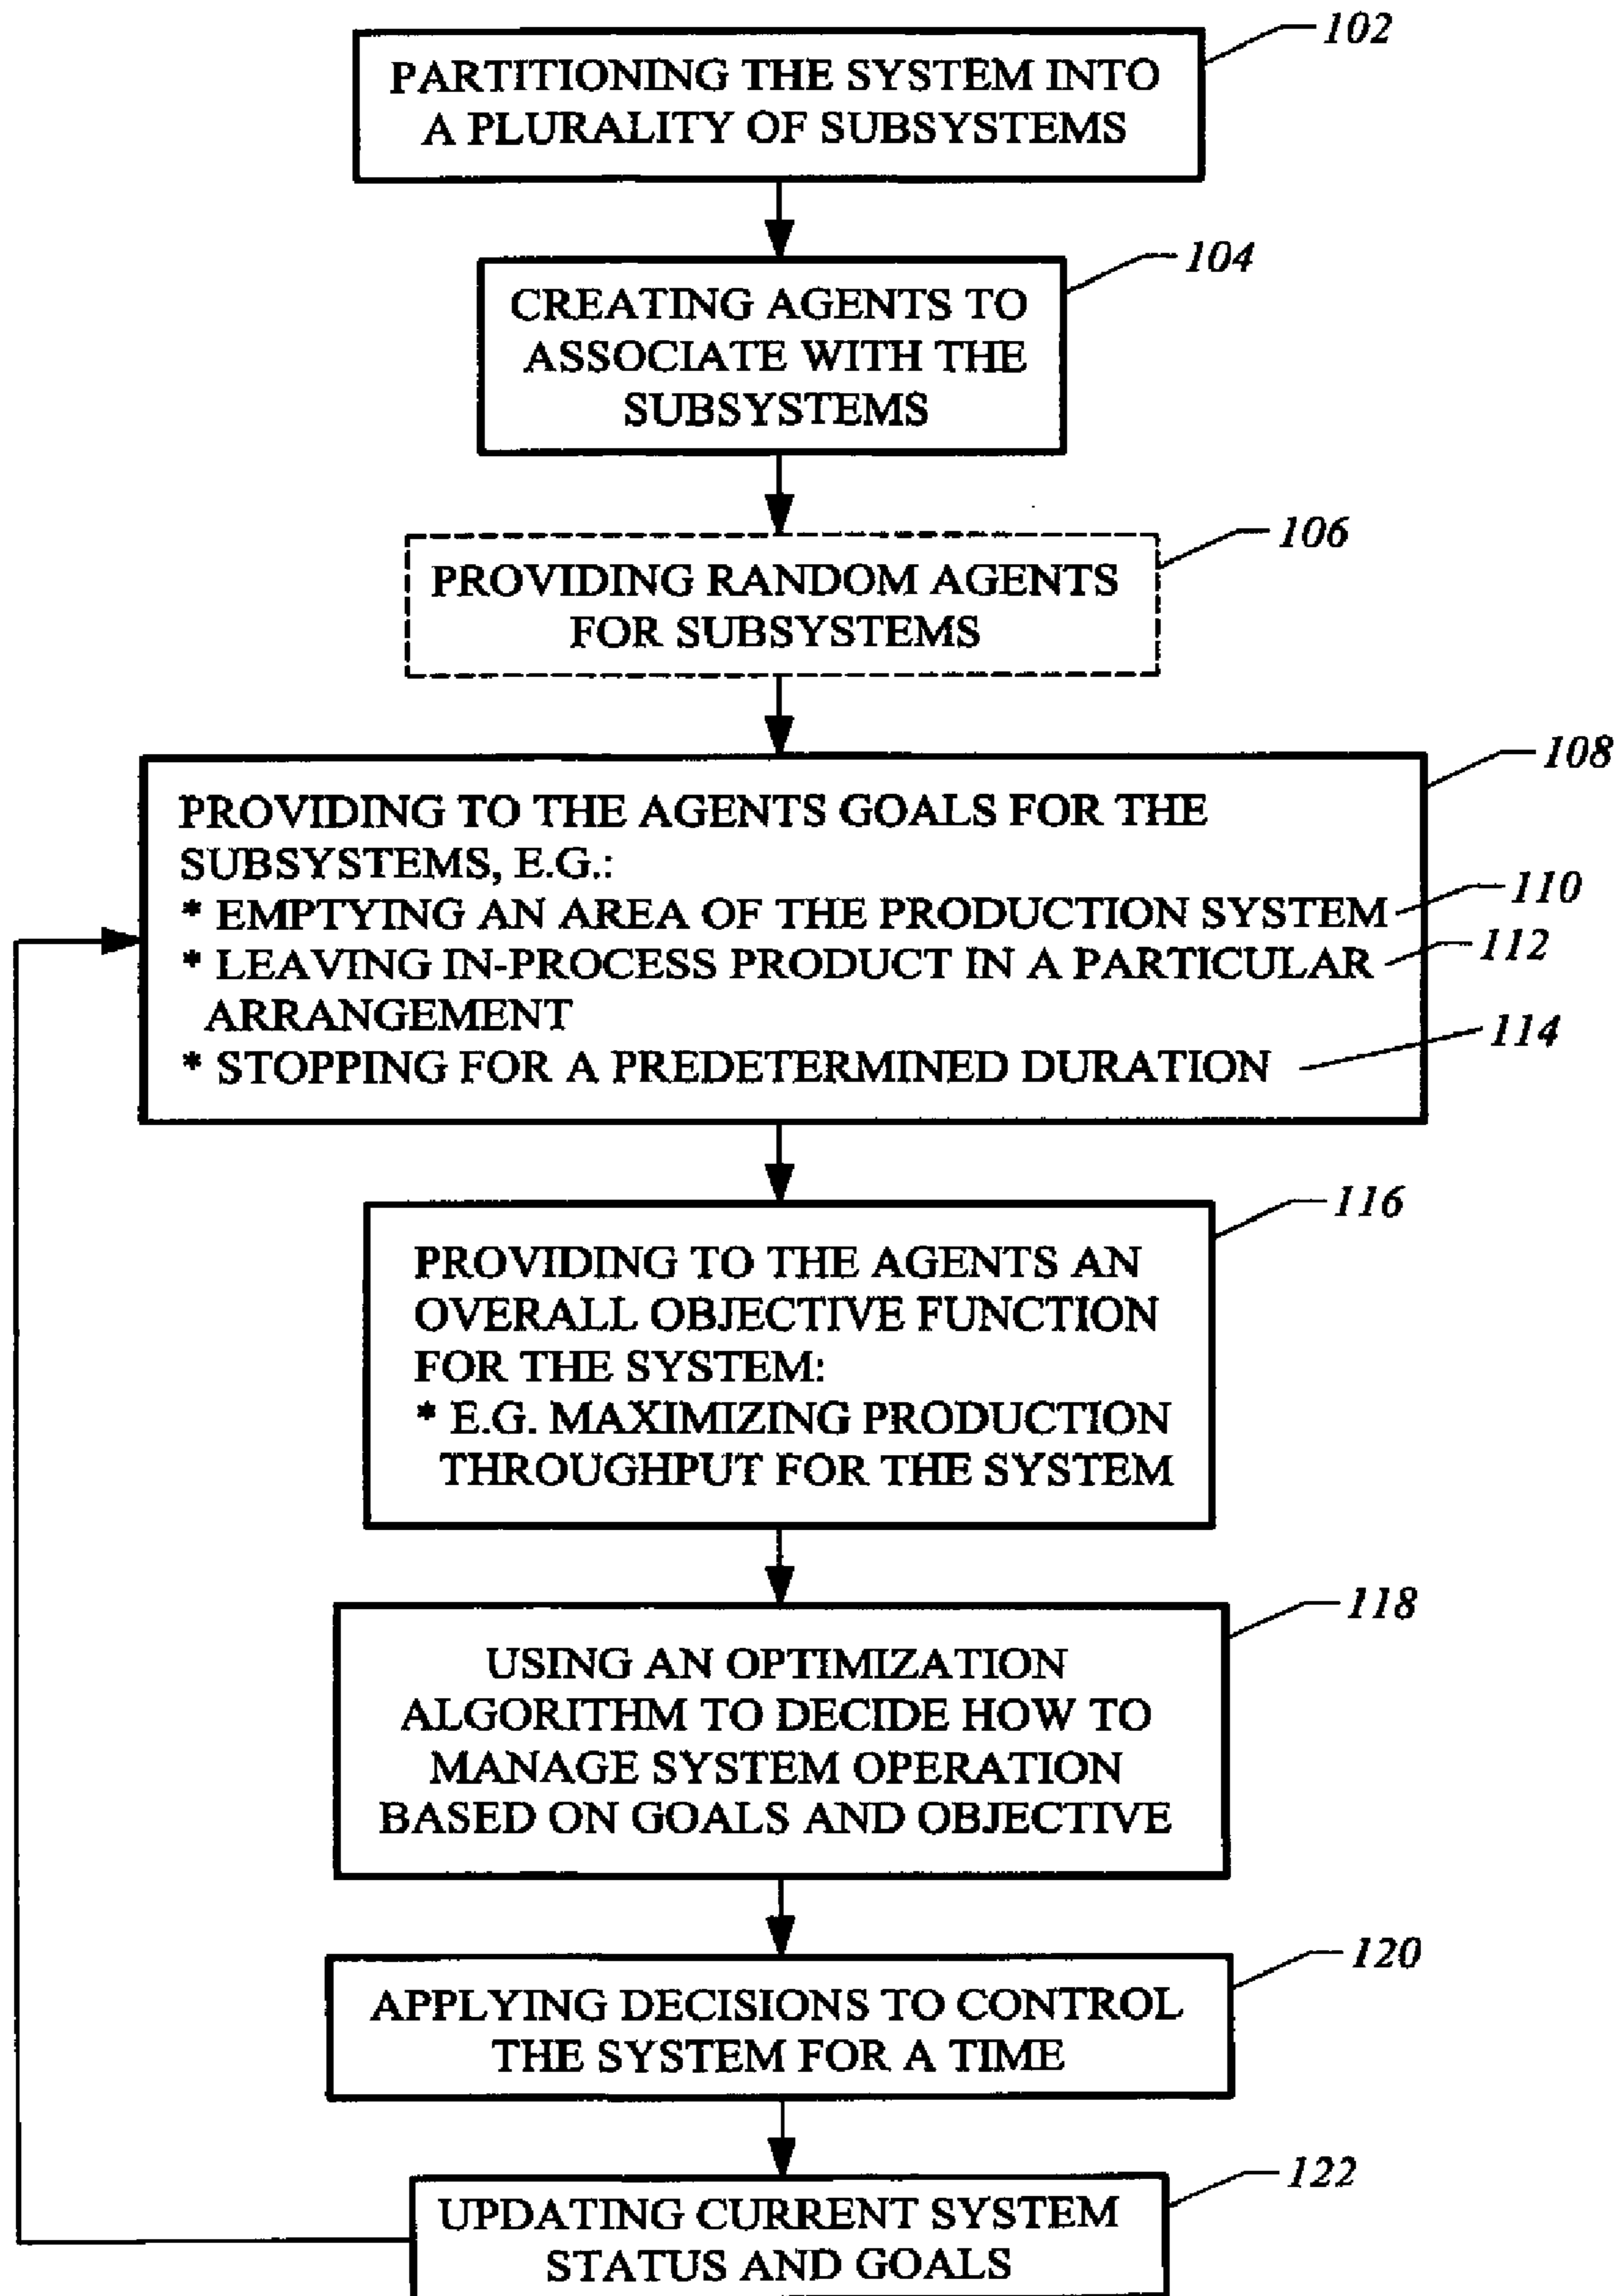 102
PARTITIONING THE SYSTEM INTO
A PLURALITY OF SUBSYSTEMS
104
CREATING AGENTS TO
ASSOCIATE WITH THE
SUBSYSTEMS
106
PROVIDING RANDOM AGENTS
FOR SUBSYSTEMS
108
PROVIDING TO THE AGENTS GOALS FOR THE
SUBSYSTEMS, E.G.:
* EMPTYING AN AREA OF THE PRODUCTION SYSTEM 110
* LEAVING IN-PROCESS PRODUCT IN A PARTICULAR 112
ARRANGEMENT
* STOPPING FOR A PREDETERMINED DURATION 114
116
PROVIDING TO THE AGENTS AN
OVERALL OBJECTIVE FUNCTION
FOR THE SYSTEM:
* E.G. MAXIMIZING PRODUCTION
THROUGHPUT FOR THE SYSTEM
118
USING AN OPTIMIZATION
ALGORITHM TO DECIDE HOW TO
MANAGE SYSTEM OPERATION
BASED ON GOALS AND OBJECTIVE
120
APPLYING DECISIONS TO CONTROL
THE SYSTEM FOR A TIME
122
UPDATING CURRENT SYSTEM
STATUS AND GOALS